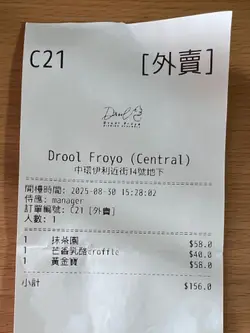 C21 [外賣]
Drool
Drool Froyo (Central)
中環伊利近街14號地下
開檯時間: 2025-08-30 15:28:02
侍應: manager
訂單編號: C21 [外賣]
人數: 1
1 抹茶園 $58.0
1 芒香乳酪croffle $40.0
1 黃金寶 $58.0
小計 $156.0